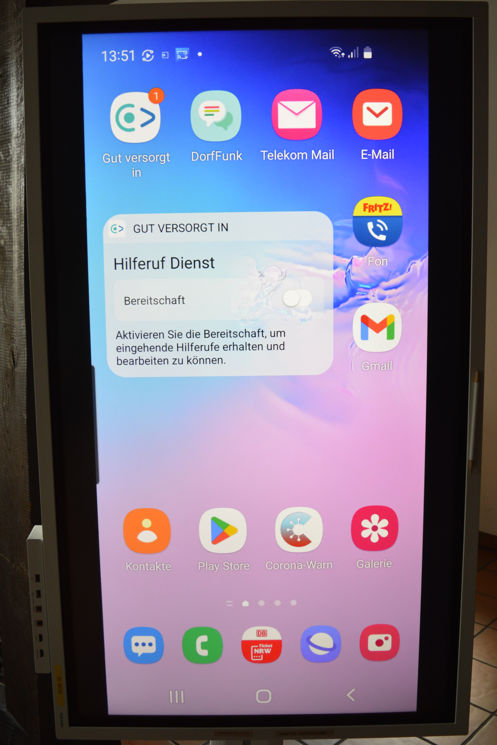 13:51
1
Gut versorgt
in
DorfFunk
Telekom Mail
E-Mail
GUT VERSORGT IN
FRITZ!
Fon
Hilferuf Dienst
Bereitschaft
Aktivieren Sie die Bereitschaft, um
eingehende Hilferufe erhalten und
bearbeiten zu können.
Gmail
Kontakte
Play Store
Corona-Warn
Galerie
DB
Ticket
NRW